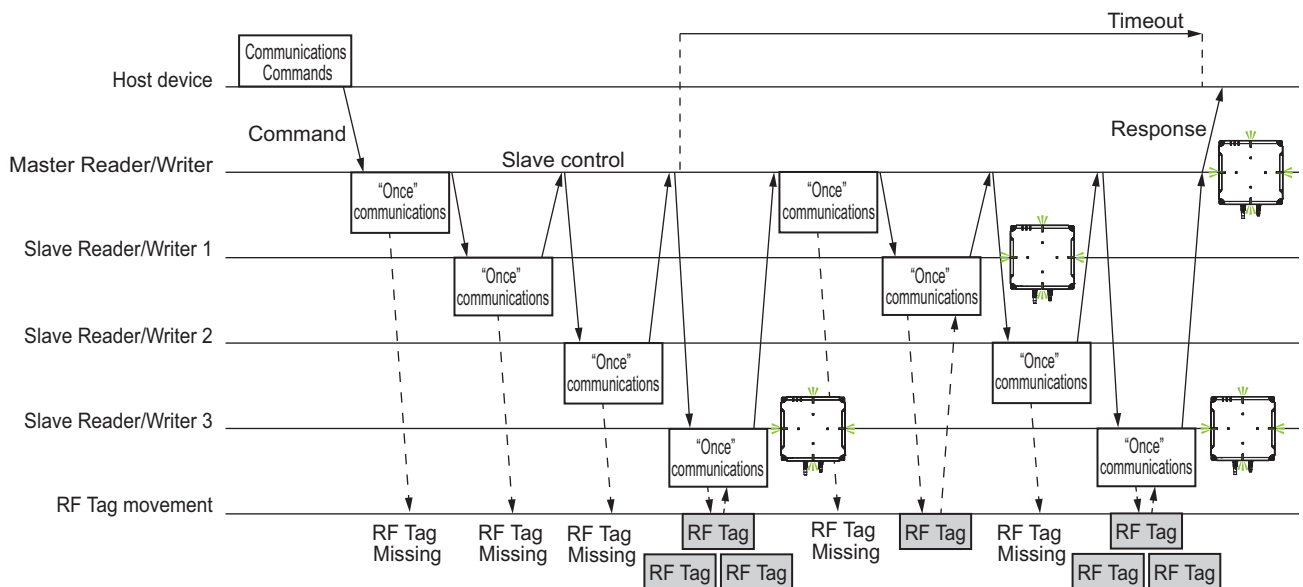 Timeout
Communications
Commands
Host device
Command
Response
Master Reader/Writer
Slave control
“Once”
communications
“Once”
communications
Slave Reader/Writer 1
“Once”
communications
“Once”
communications
Slave Reader/Writer 2
“Once”
communications
“Once”
communications
Slave Reader/Writer 3
“Once”
communications
“Once”
communications
RF Tag movement
RF Tag
Missing
RF Tag
Missing
RF Tag
Missing
RF Tag
RF Tag
RF Tag
RF Tag
Missing
RF Tag
RF Tag
Missing
RF Tag
RF Tag
RF Tag